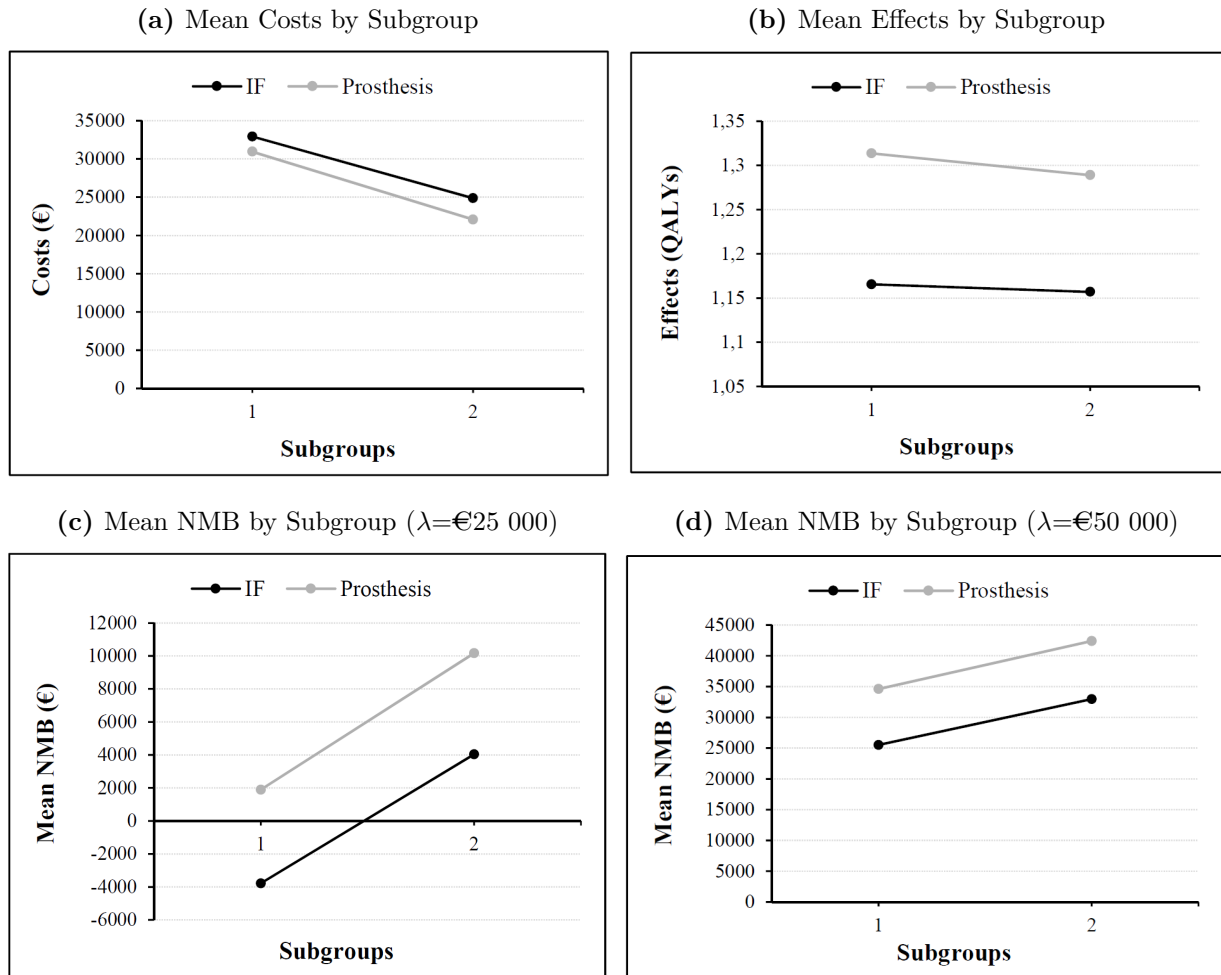 (a) Mean Costs by Subgroup
IF Prosthesis
35000
30000
25000
20000
15000
10000
5000
0
Costs (€)
1 2
Subgroups
(b) Mean Effects by Subgroup
IF Prosthesis
1,35
1,3
1,25
1,2
1,15
1,1
1,05
Effects (QALYs)
1 2
Subgroups
(c) Mean NMB by Subgroup (λ=€25 000)
IF Prosthesis
12000
10000
8000
6000
4000
2000
0
-2000
-4000
-6000
Mean NMB (€)
1 2
Subgroups
(d) Mean NMB by Subgroup (λ=€50 000)
IF Prosthesis
45000
40000
35000
30000
25000
20000
15000
10000
5000
0
Mean NMB (€)
1 2
Subgroups